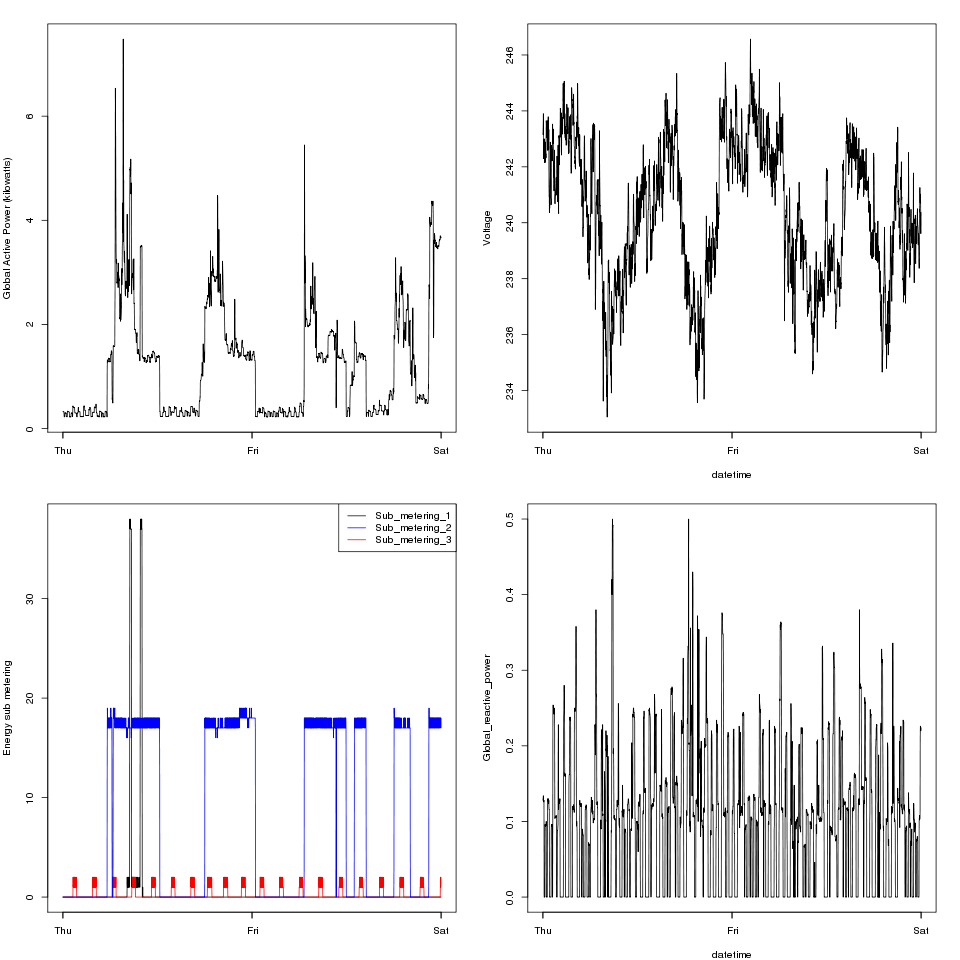 Global Active Power (kilowatts)
0
2
4
6
Thu
Fri
Sat
Voltage
234
236
238
240
242
244
246
Thu
Fri
Sat
datetime
Energy sub metering
0
10
20
30
Thu
Fri
Sat
Sub_metering_1
Sub_metering_2
Sub_metering_3
Global_reactive_power
0.0
0.1
0.2
0.3
0.4
0.5
Thu
Fri
Sat
datetime